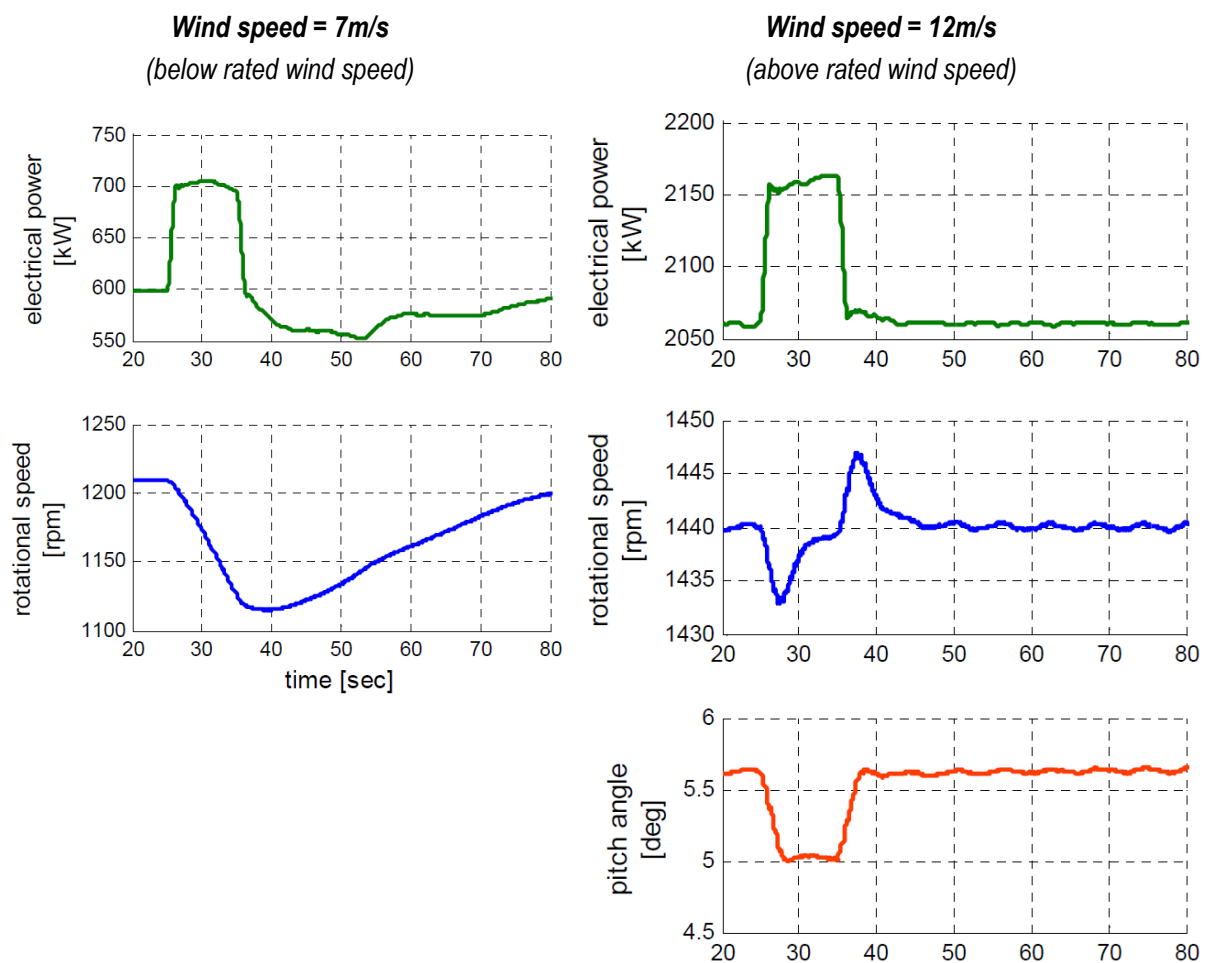 Wind speed = 7m/s
(below rated wind speed)
electrical power
[kW]
750
700
650
600
550
20 30 40 50 60 70 80
rotational speed
[rpm]
1250
1200
1150
1100
20 30 40 50 60 70 80
time [sec]
Wind speed = 12m/s
(above rated wind speed)
electrical power
[kW]
2200
2150
2100
2050
20 30 40 50 60 70 80
rotational speed
[rpm]
1450
1445
1440
1435
1430
20 30 40 50 60 70 80
pitch angle
[deg]
6
5.5
5
4.5
20 30 40 50 60 70 80